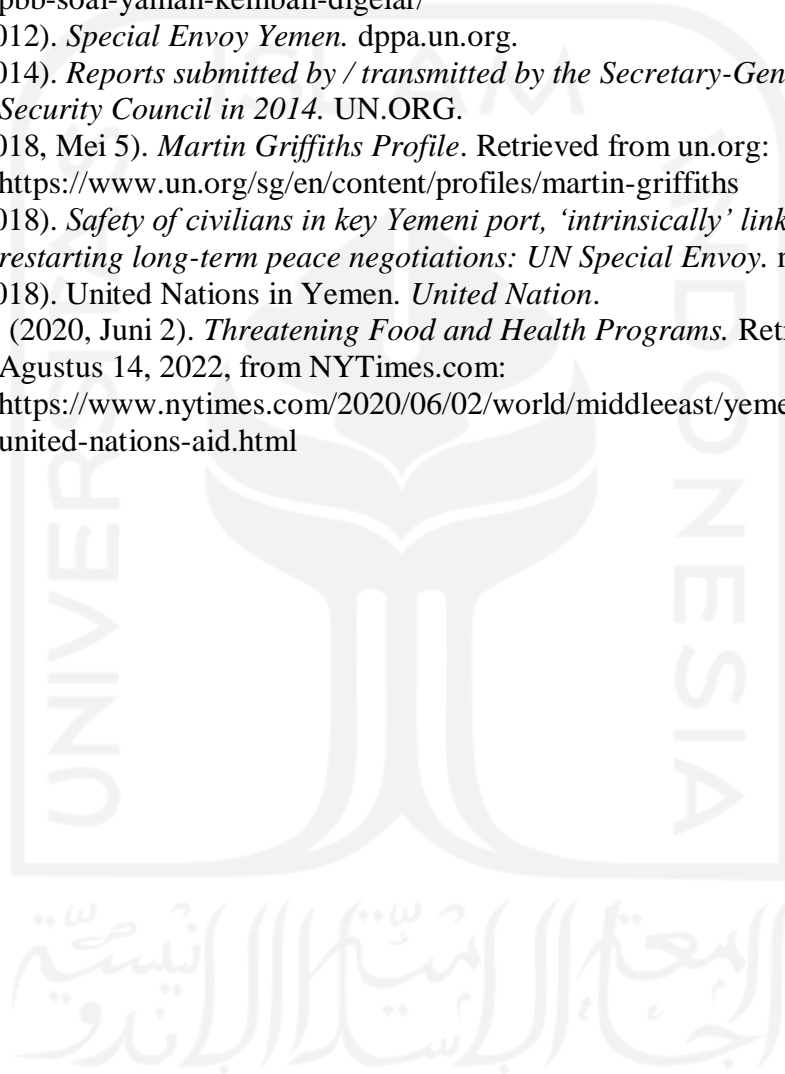 pbb-soal-yaman-kembali-digelar/
012). Special Envoy Yemen. dppa.un.org.
014). Reports submitted by / transmitted by the Secretary-Gen
Security Council in 2014. UN.ORG.
018, Mei 5). Martin Griffiths Profile. Retrieved from un.org:
https://www.un.org/sg/en/content/profiles/martin-griffiths
018). Safety of civilians in key Yemeni port, ‘intrinsically’ link
restarting long-term peace negotiations: UN Special Envoy.
018). United Nations in Yemen. United Nation.
(2020, Juni 2). Threatening Food and Health Programs. Retr
Agustus 14, 2022, from NYTimes.com:
https://www.nytimes.com/2020/06/02/world/middleeast/yeme
united-nations-aid.html
ISLAM
UNIVERSITAS
INDONESIA